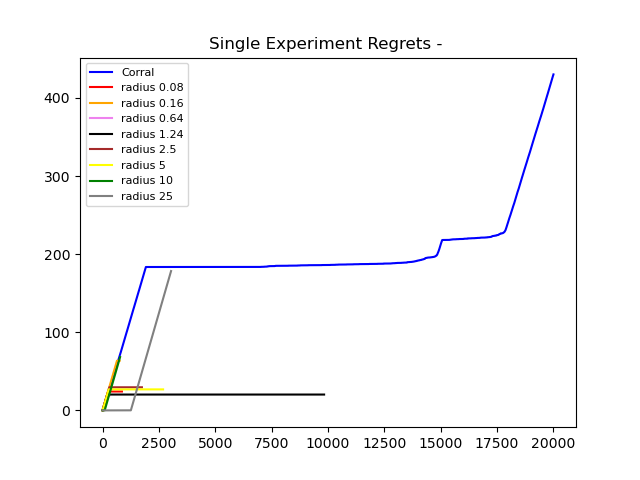 Single Experiment Regrets -
Corral
radius 0.08
radius 0.16
radius 0.64
radius 1.24
radius 2.5
radius 5
radius 10
radius 25
400
300
200
100
0
0 2500 5000 7500 10000 12500 15000 17500 20000